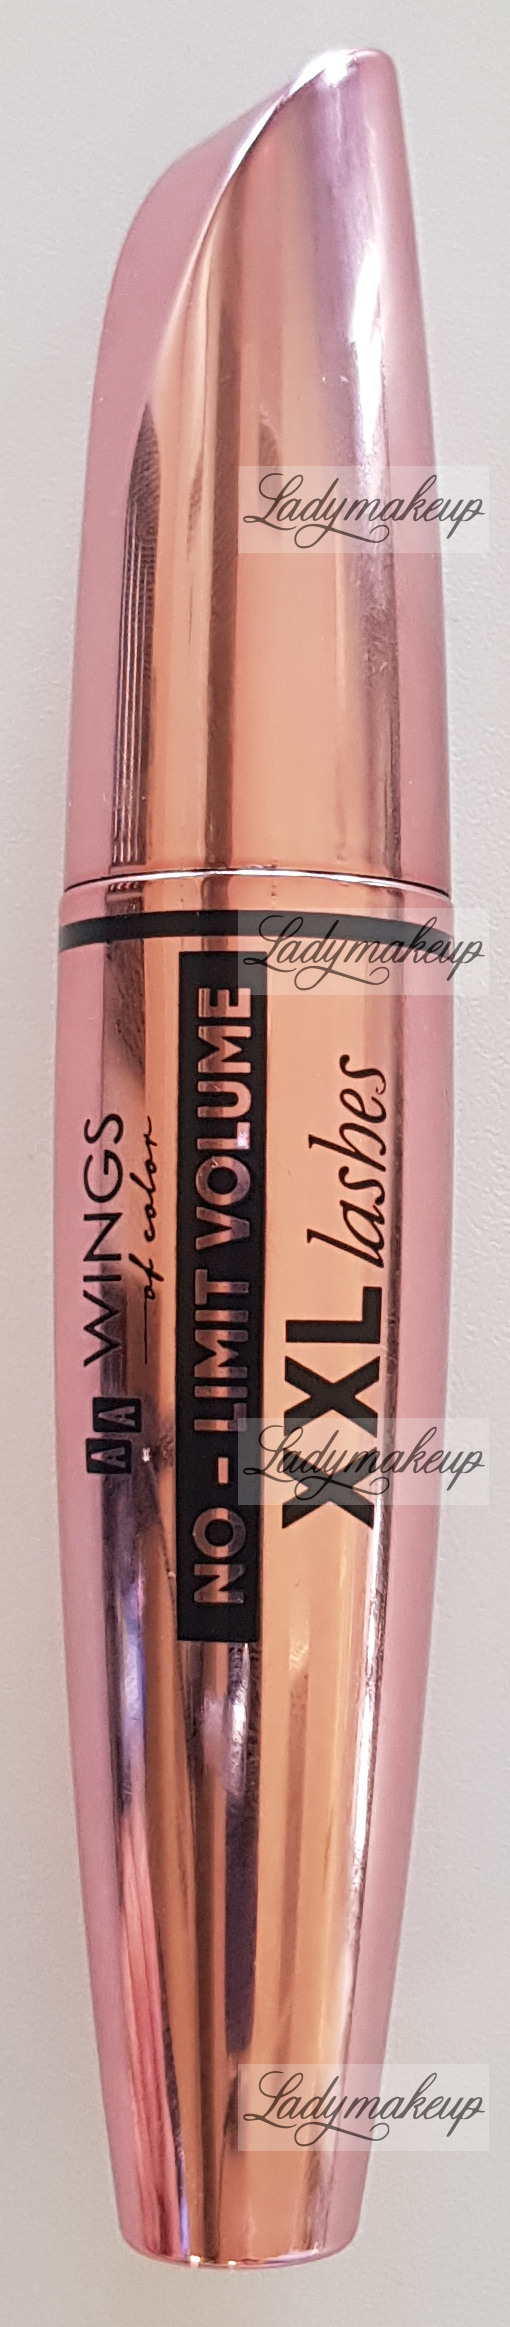 AA WINGS
of color
NO - LIMIT VOLUME
XXL lashes
Ladymakeup
Ladymakeup
Ladymakeup
Ladymakeup